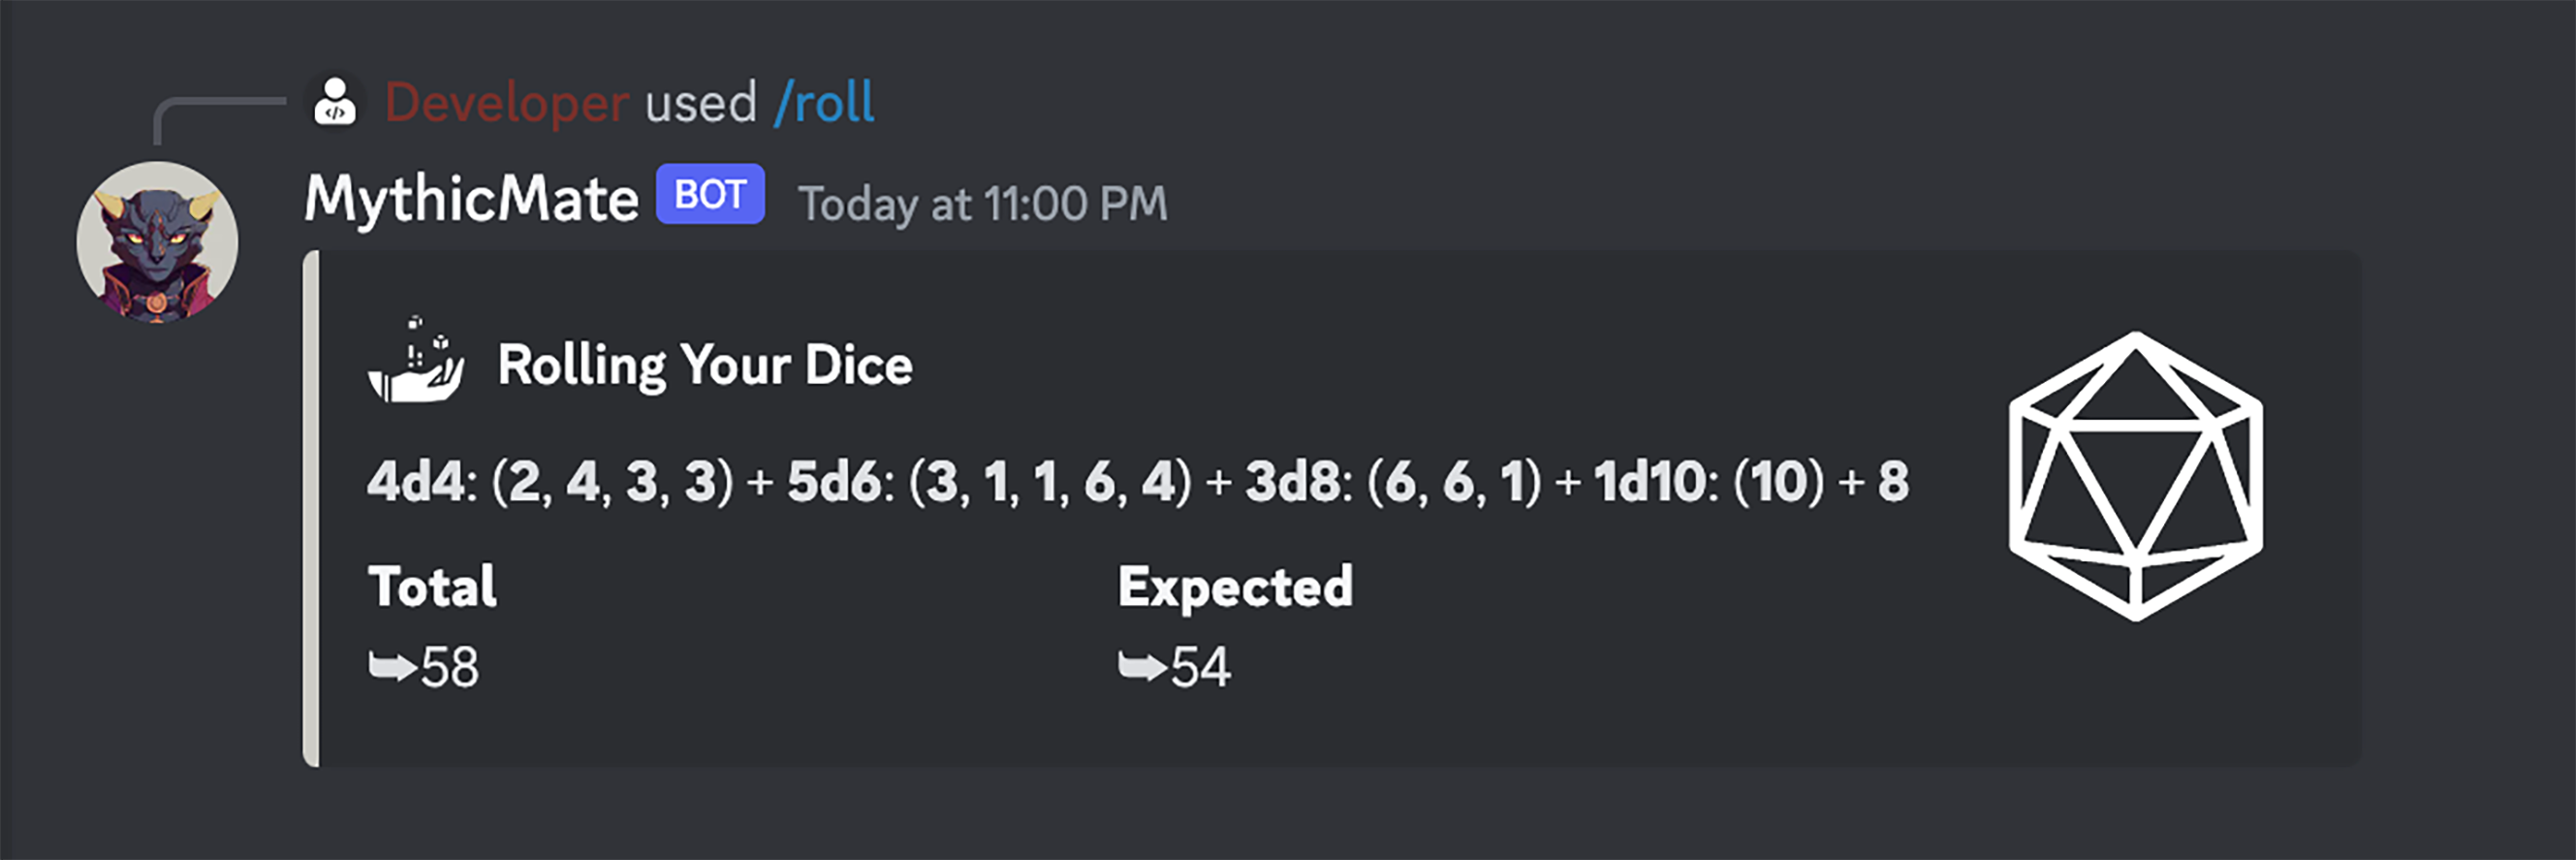 Developer used /roll
MythicMate BOT Today at 11:00 PM
Rolling Your Dice
4d4: (2, 4, 3, 3) + 5d6: (3, 1, 1, 6, 4) + 3d8: (6, 6, 1) + 1d10: (10) + 8
Total Expected
➥58 ➥54